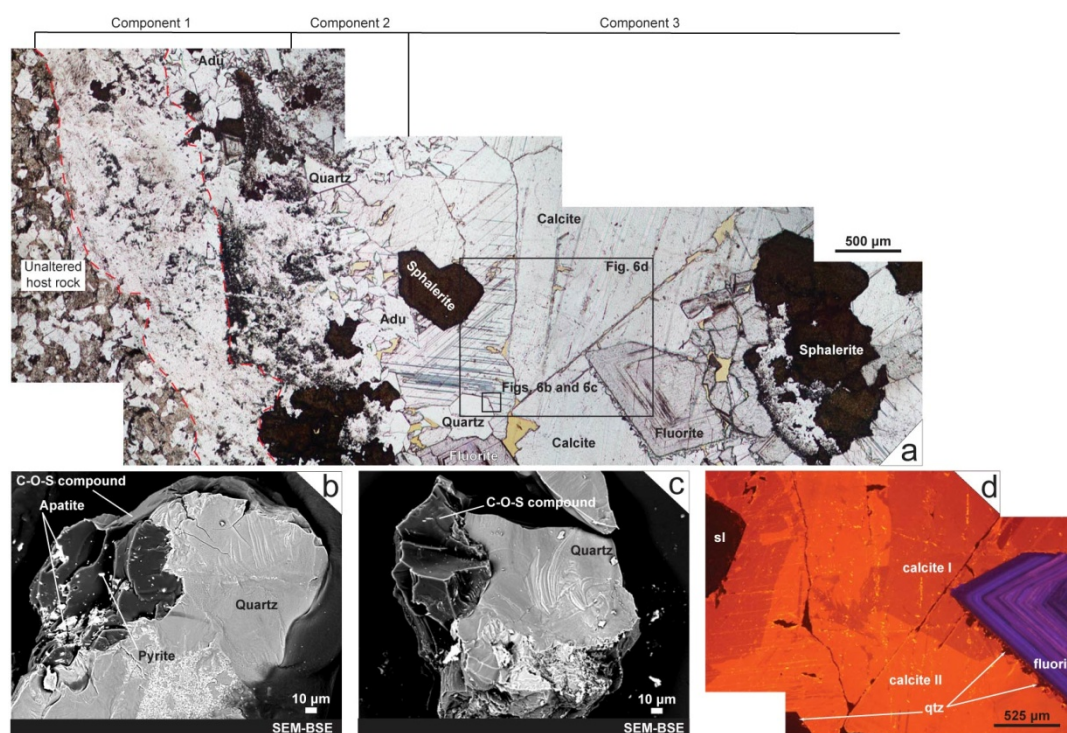 Component 1
Component 2
Component 3
Adu
Quartz
Calcite
500 µm
Unaltered
host rock
Sphalerite
Fig. 6d
Adu
Sphalerite
Figs. 6b and 6c
Quartz
Fluorite
Calcite
Fluorite
a
C-O-S compound
b
Apatite
Quartz
Pyrite
10 µm
SEM-BSE
C-O-S compound
c
Quartz
10 µm
SEM-BSE
d
sl
calcite I
calcite II
fluori
qtz
525 µm